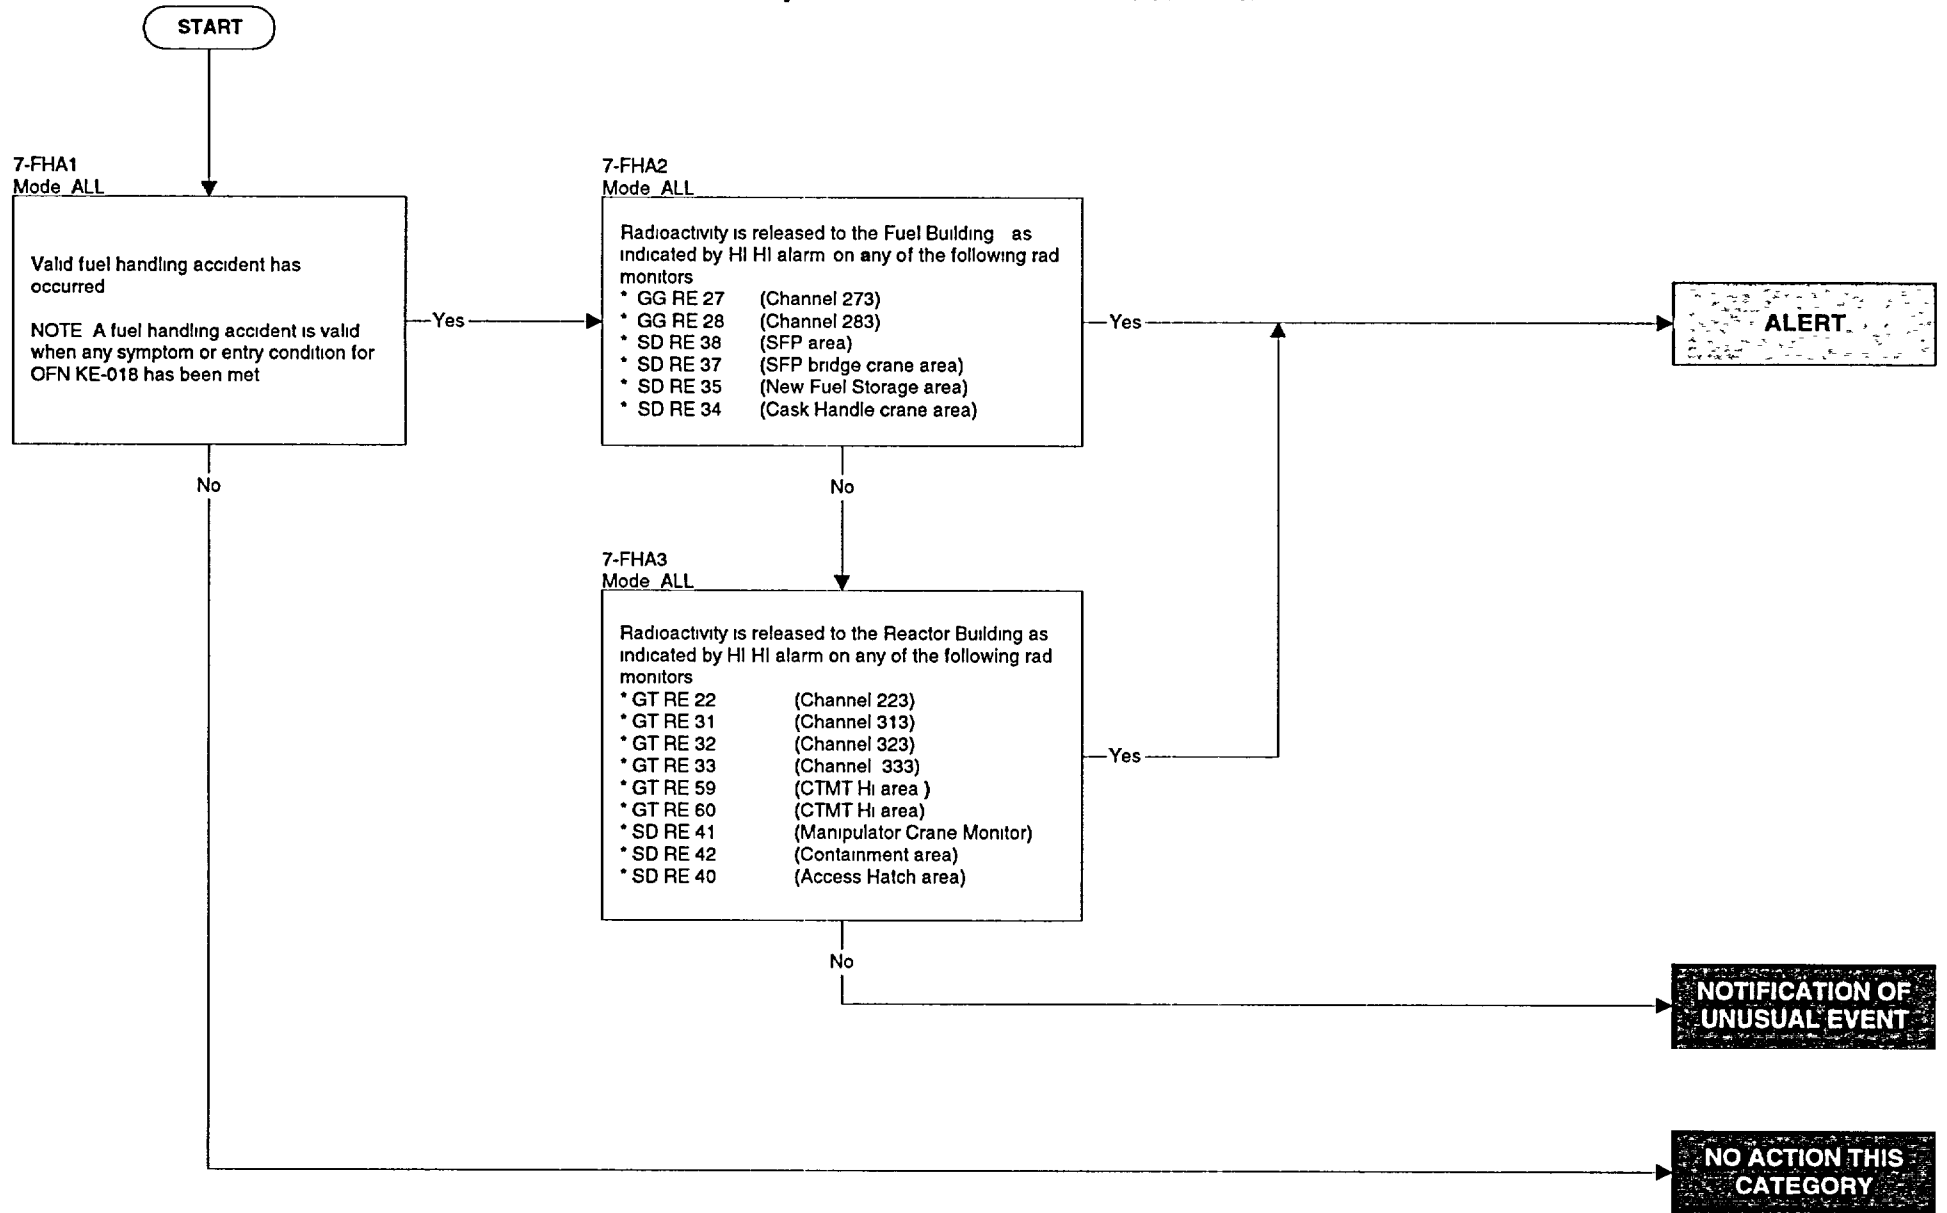 START
7-FHA1
Mode ALL
Valid fuel handling accident has
occurred
NOTE A fuel handling accident is valid
when any symptom or entry condition for
OFN KE-018 has been met
Yes
No
7-FHA2
Mode ALL
Radioactivity is released to the Fuel Building as
indicated by HI HI alarm on any of the following rad
monitors
* GG RE 27 (Channel 273)
* GG RE 28 (Channel 283)
* SD RE 38 (SFP area)
* SD RE 37 (SFP bridge crane area)
* SD RE 35 (New Fuel Storage area)
* SD RE 34 (Cask Handle crane area)
Yes
No
ALERT
7-FHA3
Mode ALL
Radioactivity is released to the Reactor Building as
indicated by HI HI alarm on any of the following rad
monitors
* GT RE 22 (Channel 223)
* GT RE 31 (Channel 313)
* GT RE 32 (Channel 323)
* GT RE 33 (Channel 333)
* GT RE 59 (CTMT Hi area )
* GT RE 60 (CTMT Hi area)
* SD RE 41 (Manipulator Crane Monitor)
* SD RE 42 (Containment area)
* SD RE 40 (Access Hatch area)
Yes
No
NOTIFICATION OF
UNUSUAL EVENT
NO ACTION THIS
CATEGORY